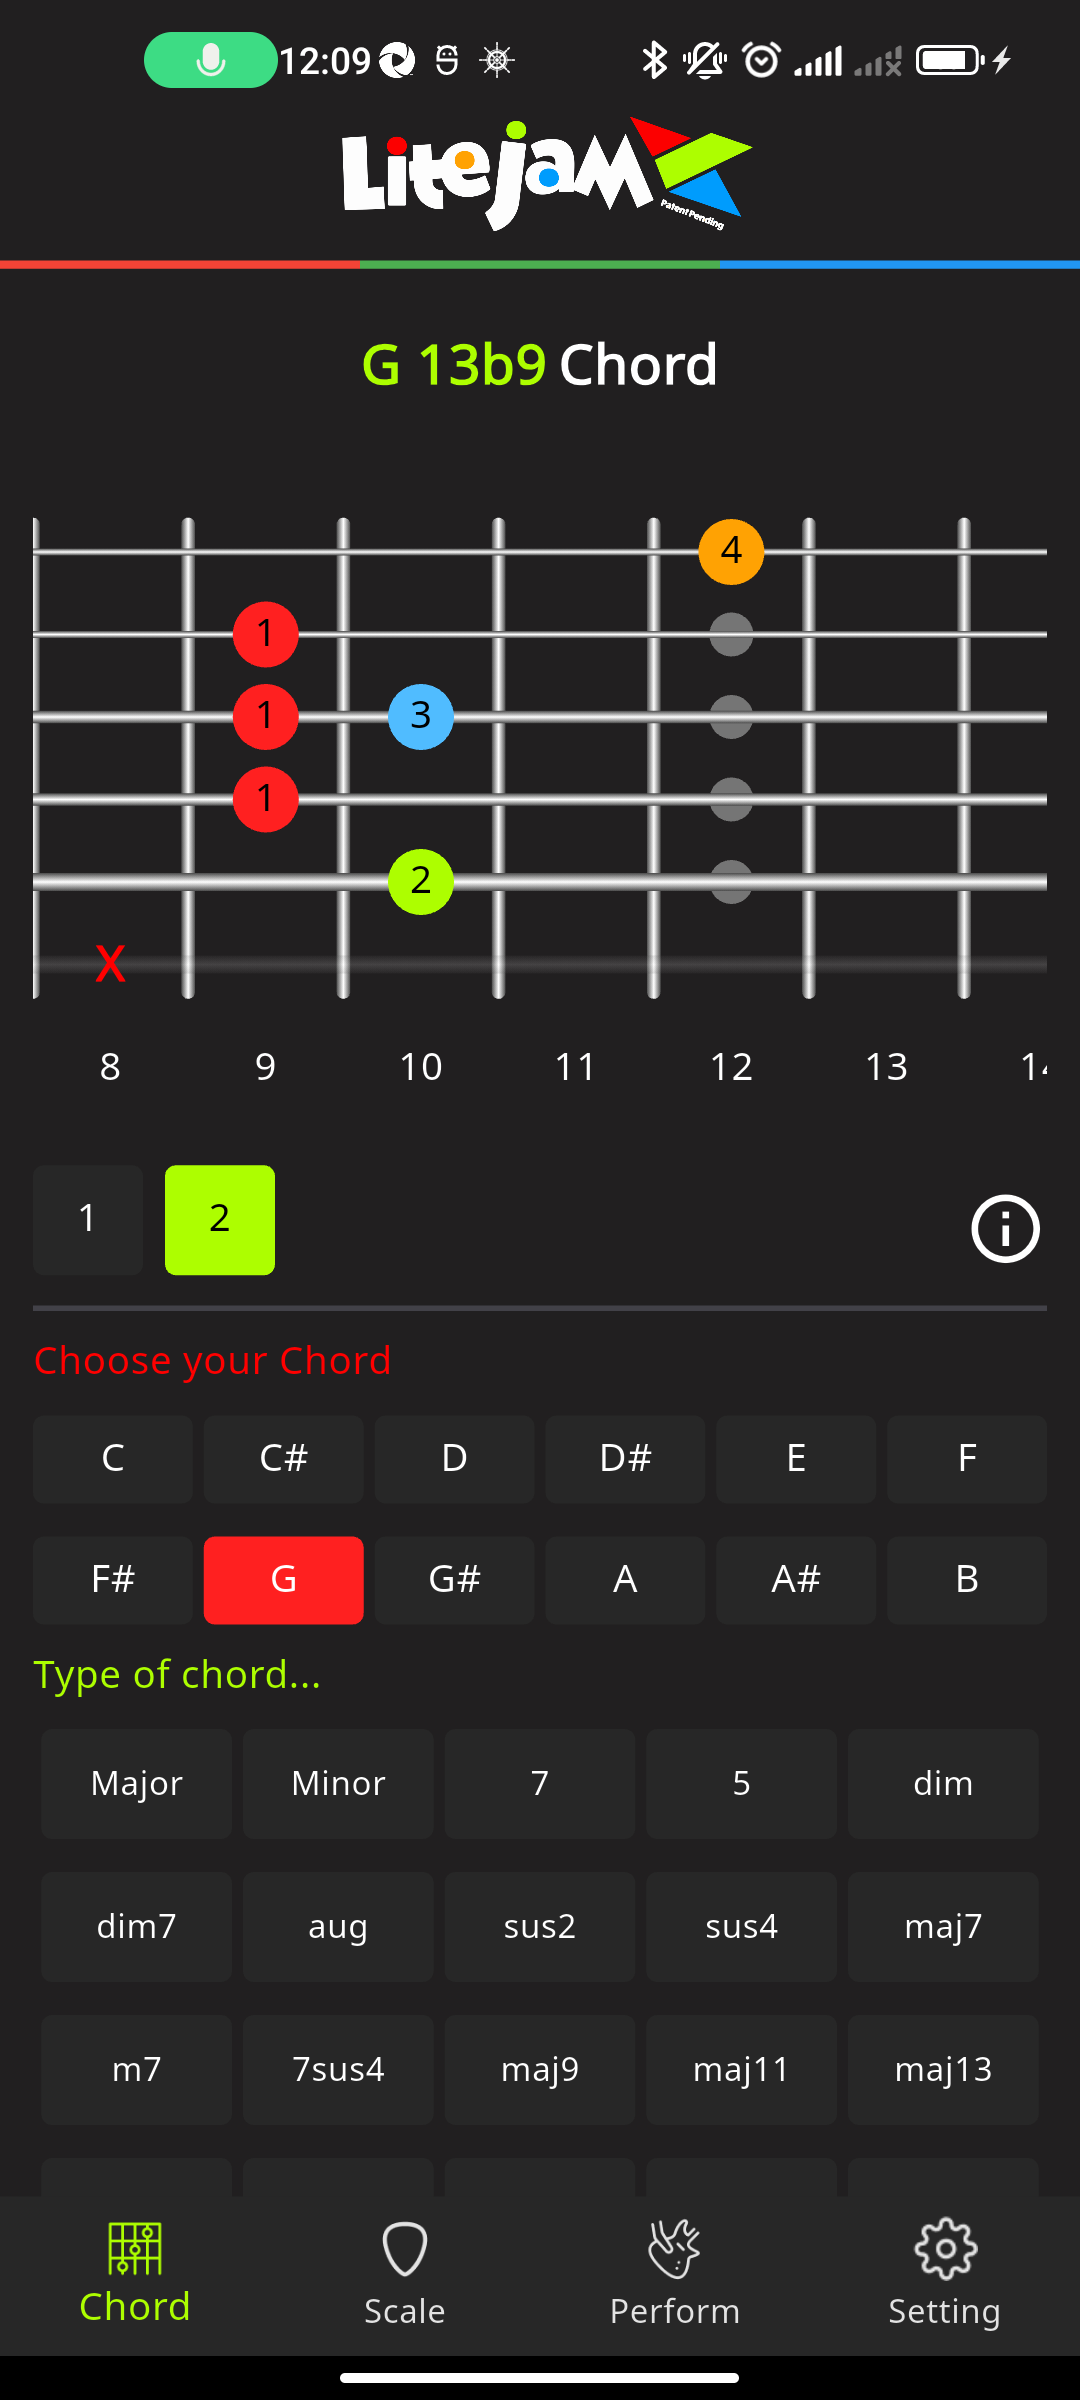 12:09
Litejam
Patent Pending
G 13b9 Chord
4
1
1 3
1
2
X
8 9 10 11 12 13
1 2
Choose your Chord
C C# D D# E F
F# G G# A A# B
Type of chord...
Major Minor 7 5 dim
dim7 aug sus2 sus4 maj7
m7 7sus4 maj9 maj11 maj13
Chord Scale Perform Setting